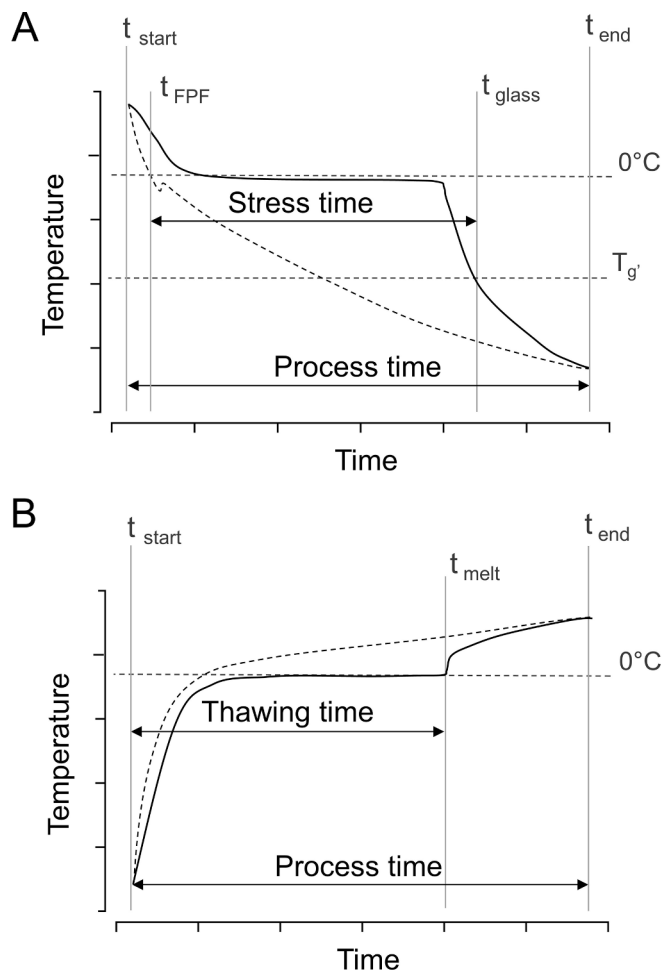 A
t start
t end
t FPF
t glass
0°C
Stress time
Tg'
Temperature
Process time
Time
B
t start
t end
t melt
0°C
Thawing time
Temperature
Process time
Time